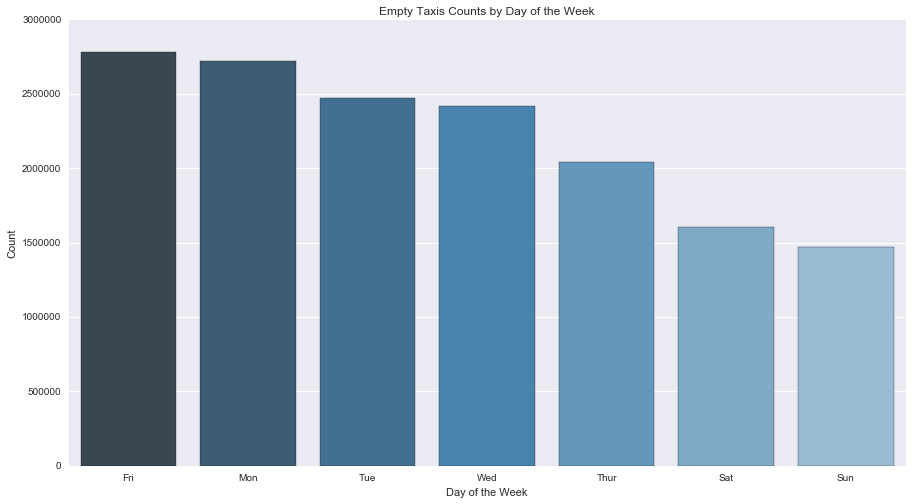 Empty Taxis Counts by Day of the Week
3000000
2500000
2000000
1500000
1000000
500000
0
Count
Fri Mon Tue Wed Thur Sat Sun
Day of the Week